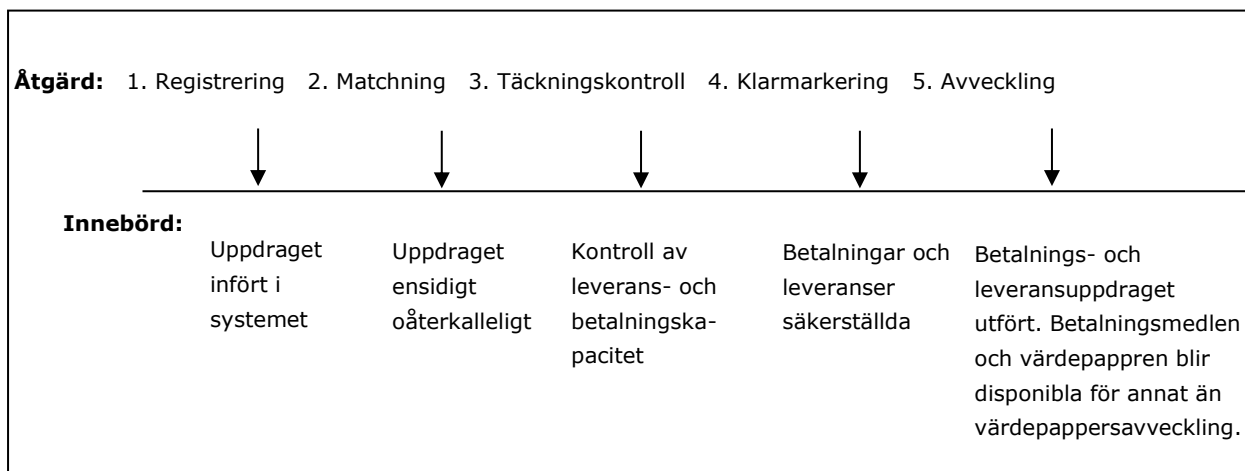 Åtgärd: 1. Registrering 2. Matchning 3. Täckningskontroll 4. Klarmarkering 5. Avveckling
Innebörd:
Uppdraget
infört i
systemet
Uppdraget
ensidigt
oåterkalleligt
Kontroll av
leverans- och
betalningska-
pacitet
Betalningar och
leveranser
säkerställda
Betalnings- och
leveransuppdraget
utfört. Betalningsmedlen
och värdepappren blir
disponibla för annat än
värdepappersavveckling.